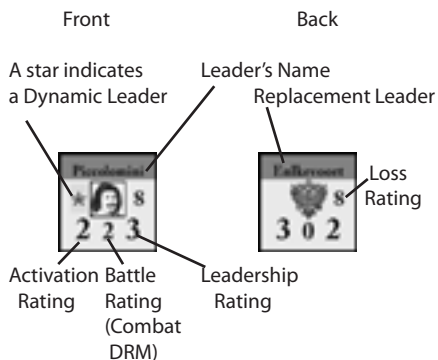 Front
Back
A star indicates
a Dynamic Leader
Leader's Name
Replacement Leader
Piccolomini
8
2 2 3
Enkevoort
8
3 0 2
Loss
Rating
Activation
Rating
Battle
Rating
(Combat
DRM)
Leadership
Rating